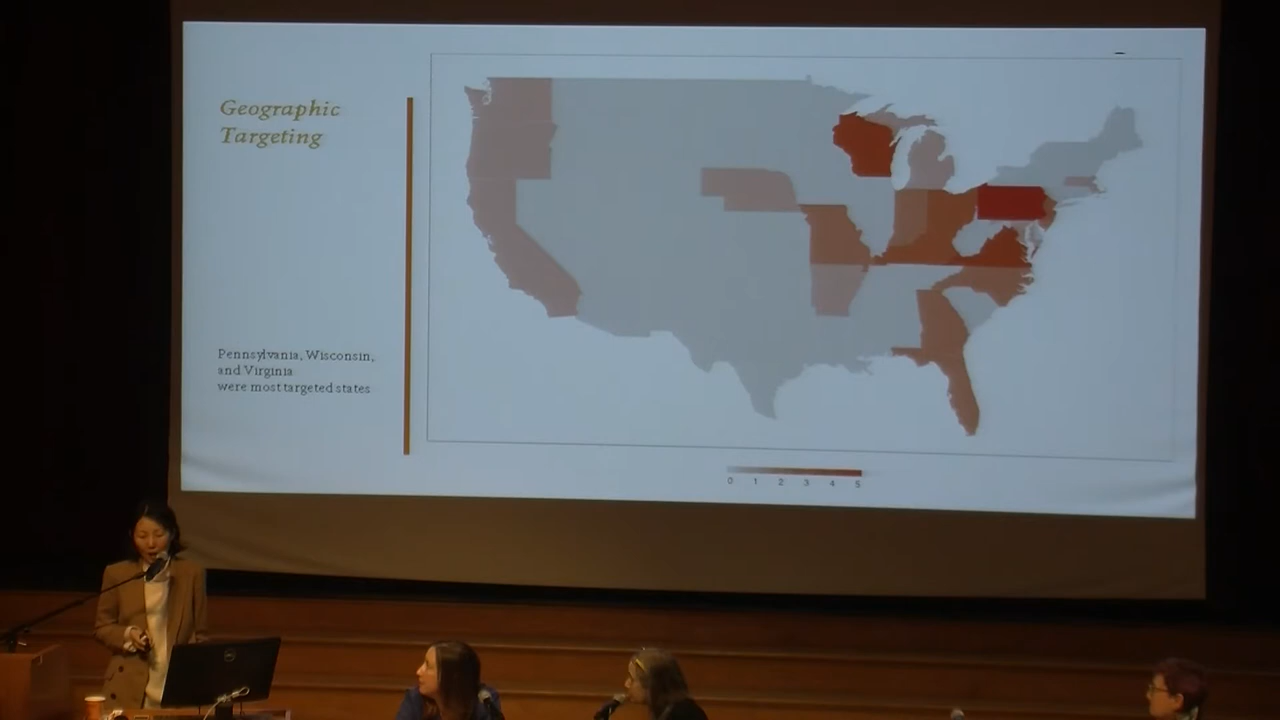 Geographic
Targeting
Pennsylvania, Wisconsin,
and Virginia
were most targeted states
0 1 2 3 4 5